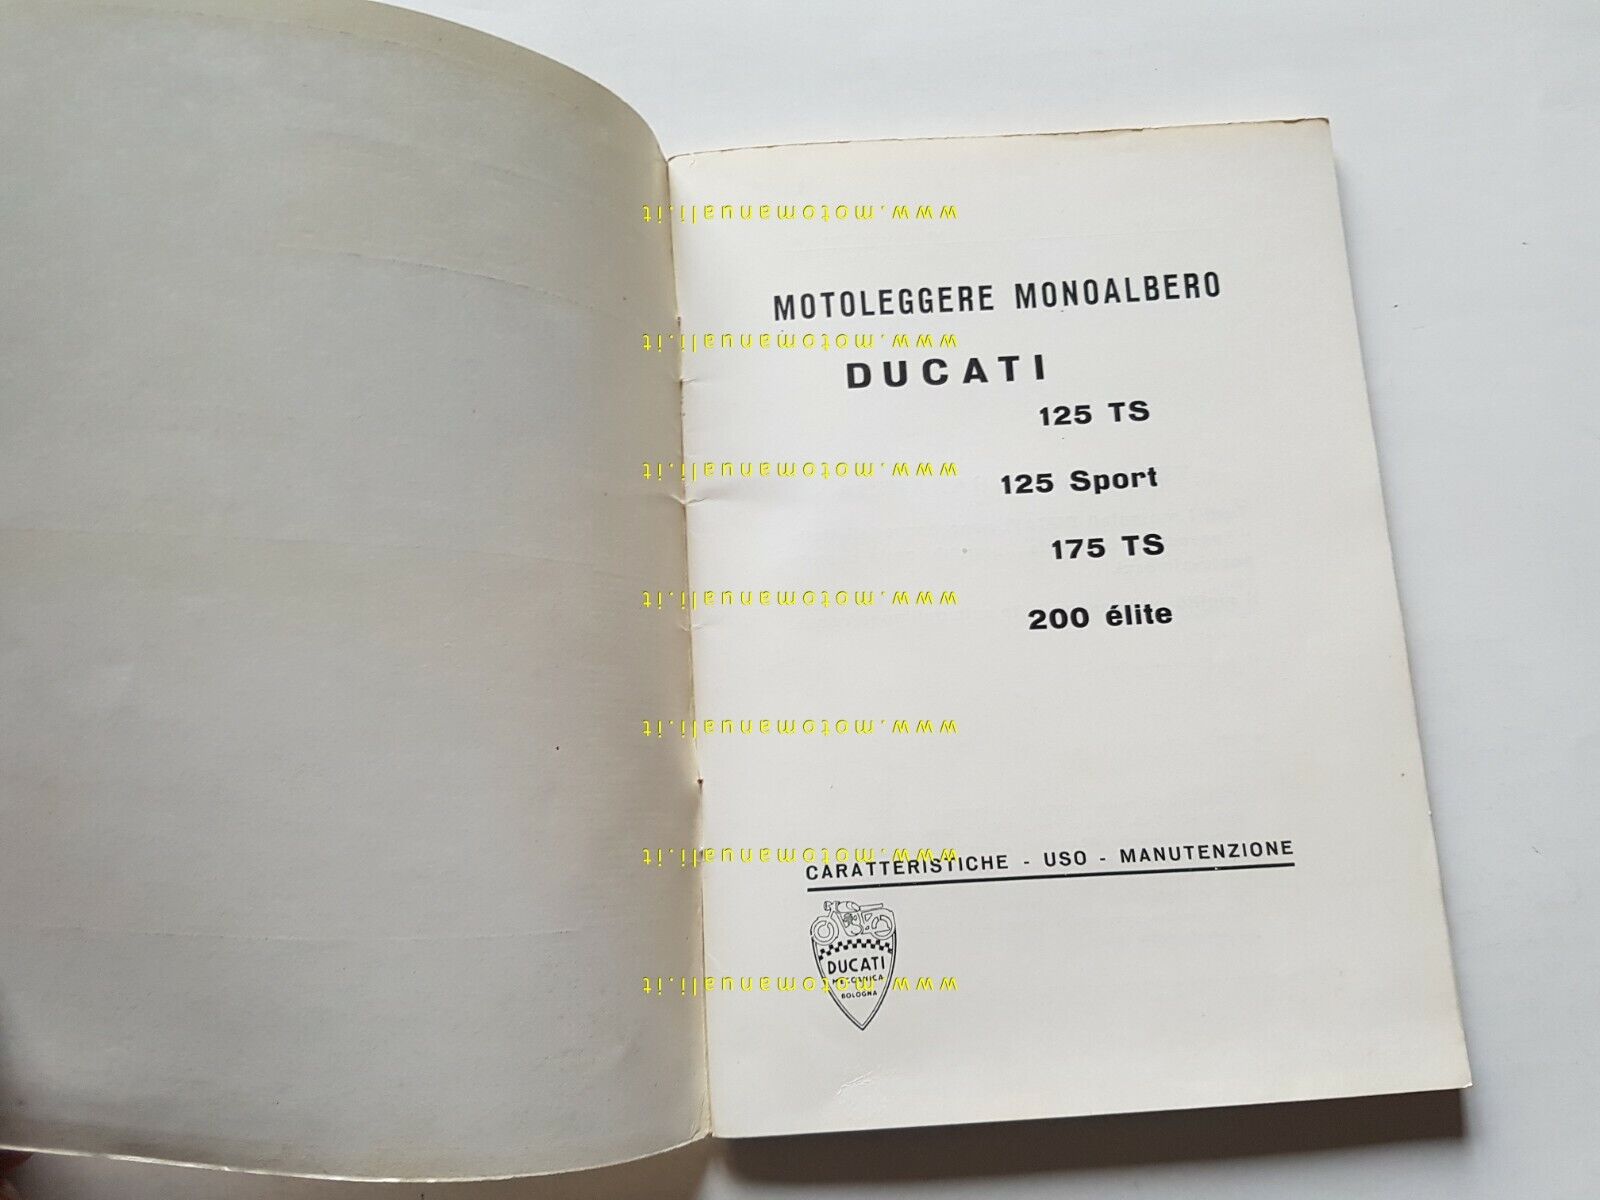 www.motomanuali.it
MOTOLEGGERE MONOALBERO
www.motomanuali.it
DUCATI
125 TS
www.motomanuali.it
125 Sport
175 TS
www.motomanuali.it
200 élite
www.motomanuali.it
www.motomanuali.it
CARATTERISTICHE - USO - MANUTENZIONE
DUCATI
MECCANICA
www.motomanuali.it
BOLOGNA